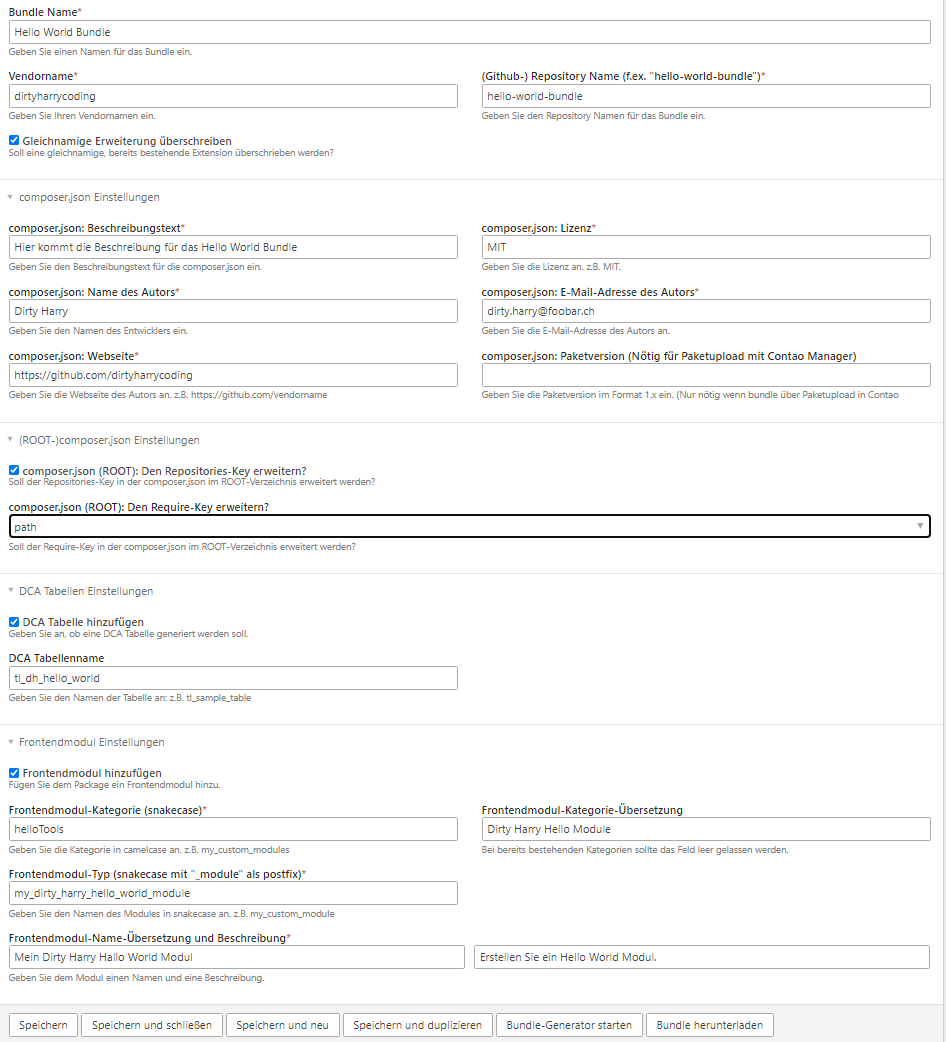 Bundle Name*
Hello World Bundle
Geben Sie einen Namen für das Bundle ein.
Vendorname*
(Github-) Repository Name (f.ex. "hello-world-bundle")*
dirtyharrycoding
hello-world-bundle
Geben Sie Ihren Vendornamen ein.
Geben Sie den Repository Namen für das Bundle ein.
Gleichnamige Erweiterung überschreiben
Soll eine gleichnamige, bereits bestehende Extension überschrieben werden?
composer.json Einstellungen
composer.json: Beschreibungstext*
composer.json: Lizenz*
Hier kommt die Beschreibung für das Hello World Bundle
MIT
Geben Sie den Beschreibungstext für die composer.json ein.
Geben Sie die Lizenz an. z.B. MIT.
composer.json: Name des Autors*
composer.json: E-Mail-Adresse des Autors*
Dirty Harry
dirty.harry@foobar.ch
Geben Sie den Namen des Entwicklers ein.
Geben Sie die E-Mail-Adresse des Autors an.
composer.json: Webseite*
composer.json: Paketversion (Nötig für Paketupload mit Contao Manager)
https://github.com/dirtyharrycoding
Geben Sie die Webseite des Autors an. z.B. https://github.com/vendorname
Geben Sie die Paketversion im Format 1.x ein. (Nur nötig wenn bundle über Paketupload in Contao
(ROOT-)composer.json Einstellungen
composer.json (ROOT): Den Repositories-Key erweitern?
Soll der Repositories-Key in der composer.json im ROOT-Verzeichnis erweitert werden?
composer.json (ROOT): Den Require-Key erweitern?
path
Soll der Require-Key in der composer.json im ROOT-Verzeichnis erweitert werden?
DCA Tabellen Einstellungen
DCA Tabelle hinzufügen
Geben Sie an, ob eine DCA Tabelle generiert werden soll.
DCA Tabellenname
tl_dh_hello_world
Geben Sie den Namen der Tabelle an: z.B. tl_sample_table
Frontendmodul Einstellungen
Frontendmodul hinzufügen
Fügen Sie dem Package ein Frontendmodul hinzu.
Frontendmodul-Kategorie (snakecase)*
Frontendmodul-Kategorie-Übersetzung
helloTools
Dirty Harry Hello Module
Geben Sie die Kategorie in camelcase an. z.B. my_custom_modules
Bei bereits bestehenden Kategorien sollte das Feld leer gelassen werden.
Frontendmodul-Typ (snakecase mit "_module" als postfix)*
my_dirty_harry_hello_world_module
Geben Sie den Namen des Modules in snakecase an. z.B. my_custom_module
Frontendmodul-Name-Übersetzung und Beschreibung*
Mein Dirty Harry Hallo World Modul
Erstellen Sie ein Hello World Modul.
Geben Sie dem Modul einen Namen und eine Beschreibung.
Speichern
Speichern und schließen
Speichern und neu
Speichern und duplizieren
Bundle-Generator starten
Bundle herunterladen